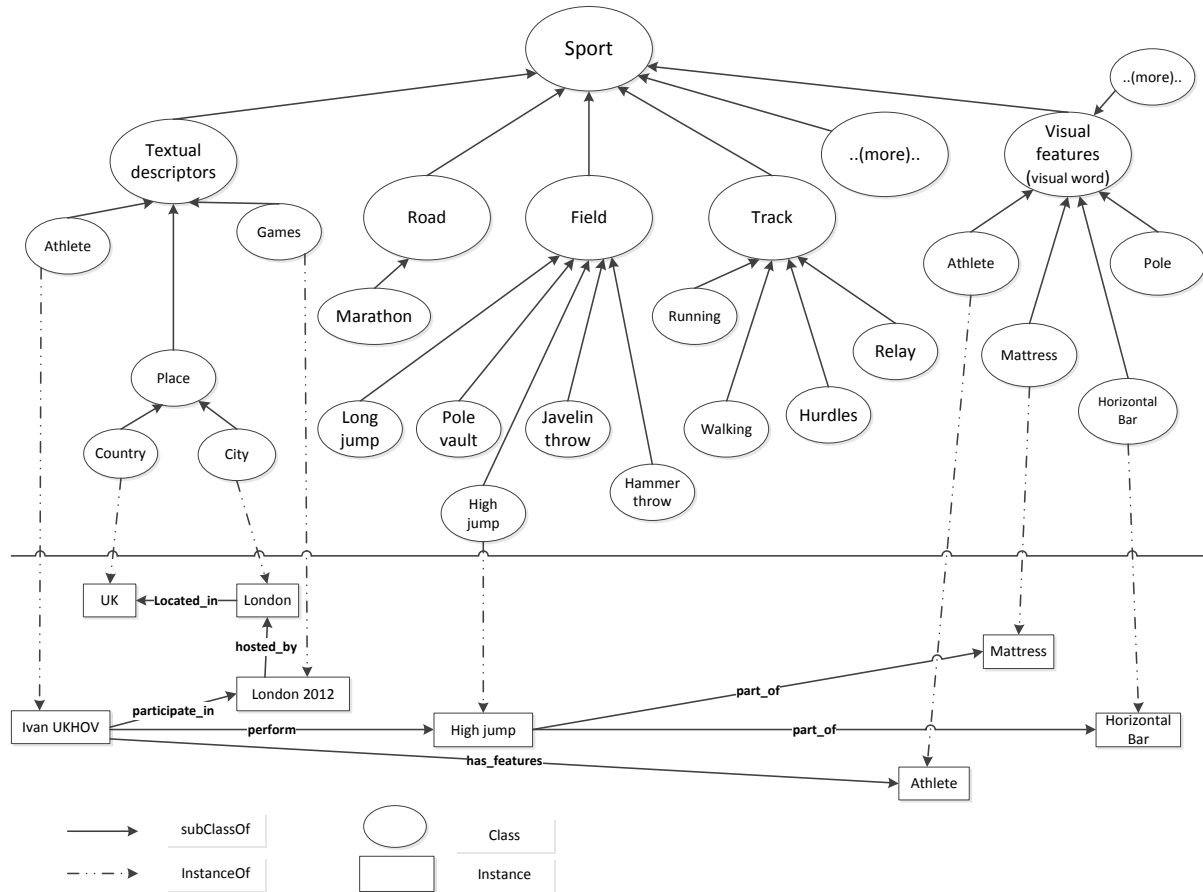 Sport
..(more)..
Textual
descriptors
..(more)..
Visual
features
(visual word)
Athlete
Games
Road
Field
Track
Athlete
Pole
Marathon
Running
Relay
Mattress
Place
Long
jump
Pole
vault
Javelin
throw
Walking
Hurdles
Horizontal
Bar
Country
City
High
jump
Hammer
throw
UK
Located_in
London
hosted_by
Mattress
London 2012
part_of
participate_in
Ivan UKHOV
perform
High jump
part_of
Horizontal
Bar
has_features
Athlete
subClassOf
Class
InstanceOf
Instance